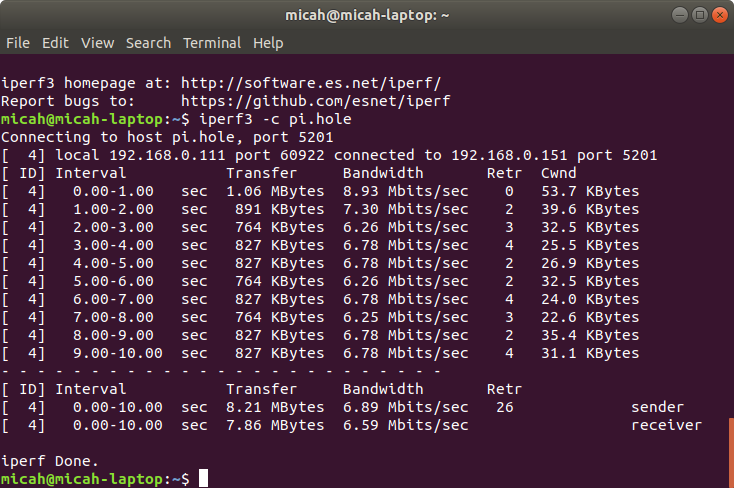 micah@micah-laptop: ~
File Edit View Search Terminal Help
iperf3 homepage at: http://software.es.net/iperf/
Report bugs to:     https://github.com/esnet/iperf
micah@micah-laptop:~$ iperf3 -c pi.hole
Connecting to host pi.hole, port 5201
[  4] local 192.168.0.111 port 60922 connected to 192.168.0.151 port 5201
[ ID] Interval           Transfer     Bandwidth       Retr  Cwnd
[  4]   0.00-1.00   sec  1.06 MBytes  8.93 Mbits/sec    0   53.7 KBytes
[  4]   1.00-2.00   sec   891 KBytes  7.30 Mbits/sec    2   39.6 KBytes
[  4]   2.00-3.00   sec   764 KBytes  6.26 Mbits/sec    3   32.5 KBytes
[  4]   3.00-4.00   sec   827 KBytes  6.78 Mbits/sec    4   25.5 KBytes
[  4]   4.00-5.00   sec   827 KBytes  6.78 Mbits/sec    2   26.9 KBytes
[  4]   5.00-6.00   sec   764 KBytes  6.26 Mbits/sec    2   32.5 KBytes
[  4]   6.00-7.00   sec   827 KBytes  6.78 Mbits/sec    4   24.0 KBytes
[  4]   7.00-8.00   sec   764 KBytes  6.25 Mbits/sec    3   22.6 KBytes
[  4]   8.00-9.00   sec   827 KBytes  6.78 Mbits/sec    2   35.4 KBytes
[  4]   9.00-10.00  sec   827 KBytes  6.78 Mbits/sec    4   31.1 KBytes
- - - - - - - - - - - - - - - - - - - - - - - - -
[ ID] Interval           Transfer     Bandwidth       Retr
[  4]   0.00-10.00  sec  8.21 MBytes  6.89 Mbits/sec   26             sender
[  4]   0.00-10.00  sec  7.86 MBytes  6.59 Mbits/sec                  receiver
iperf Done.
micah@micah-laptop:~$